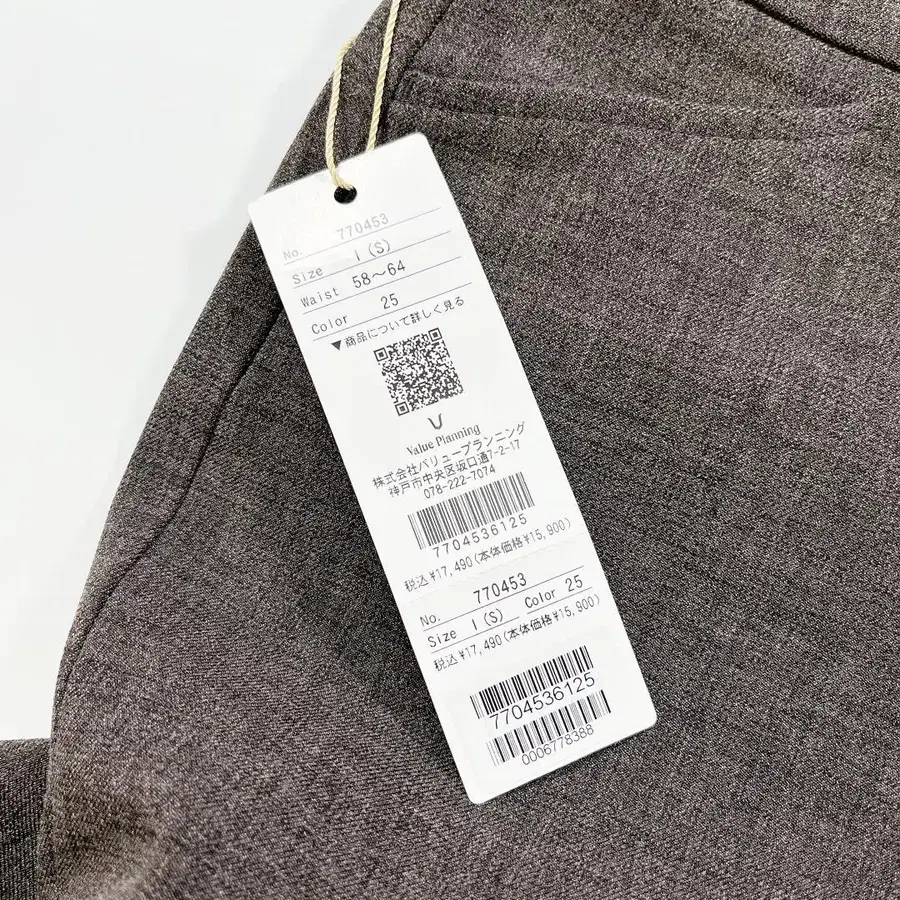 No. 770453
Size I (S)
Waist 58～64
Color 25
▼商品について詳しく見る
Value Planning
株式会社バリュープランニング
神戸市中央区坂口通7-2-17
078-222-7074
7704536125
税込¥17,490(本体価格¥15,900)
No. 770453
Size I (S) Color 25
税込¥17,490(本体価格¥15,900)
7704536125
0006778388